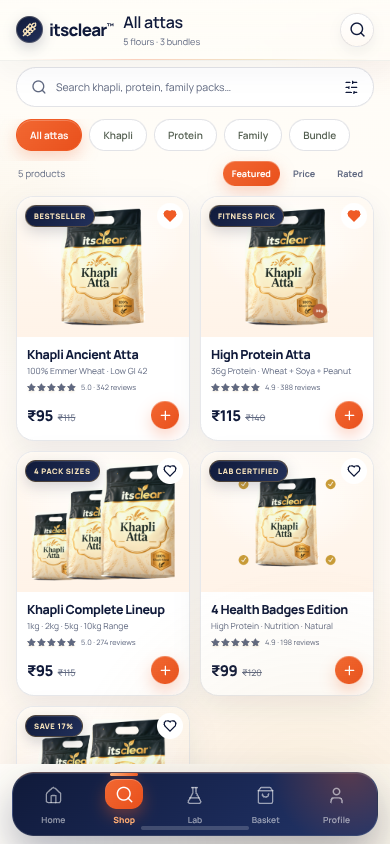 itsclear™
All attas
5 flours · 3 bundles
Search khapli, protein, family packs...
All attas
Khapli
Protein
Family
Bundle
5 products
Featured
Price
Rated
BESTSELLER
itsclear
Khapli
Atta
FITNESS PICK
itsclear
Khapli
Atta
Khapli Ancient Atta
100% Emmer Wheat · Low GI 42
5.0 · 342 reviews
₹95 ₹115
High Protein Atta
36g Protein · Wheat + Soya + Peanut
4.9 · 388 reviews
₹115 ₹140
4 PACK SIZES
itsclear
Khapli
Atta
Khapli
Atta
Khapli
Atta
LAB CERTIFIED
itsclear
Khapli
Atta
Khapli Complete Lineup
1kg · 2kg · 5kg · 10kg Range
5.0 · 274 reviews
₹95 ₹115
4 Health Badges Edition
High Protein · Nutrition · Natural
4.9 · 198 reviews
₹99 ₹120
SAVE 17%
itsclear
Home
Shop
Lab
Basket
Profile